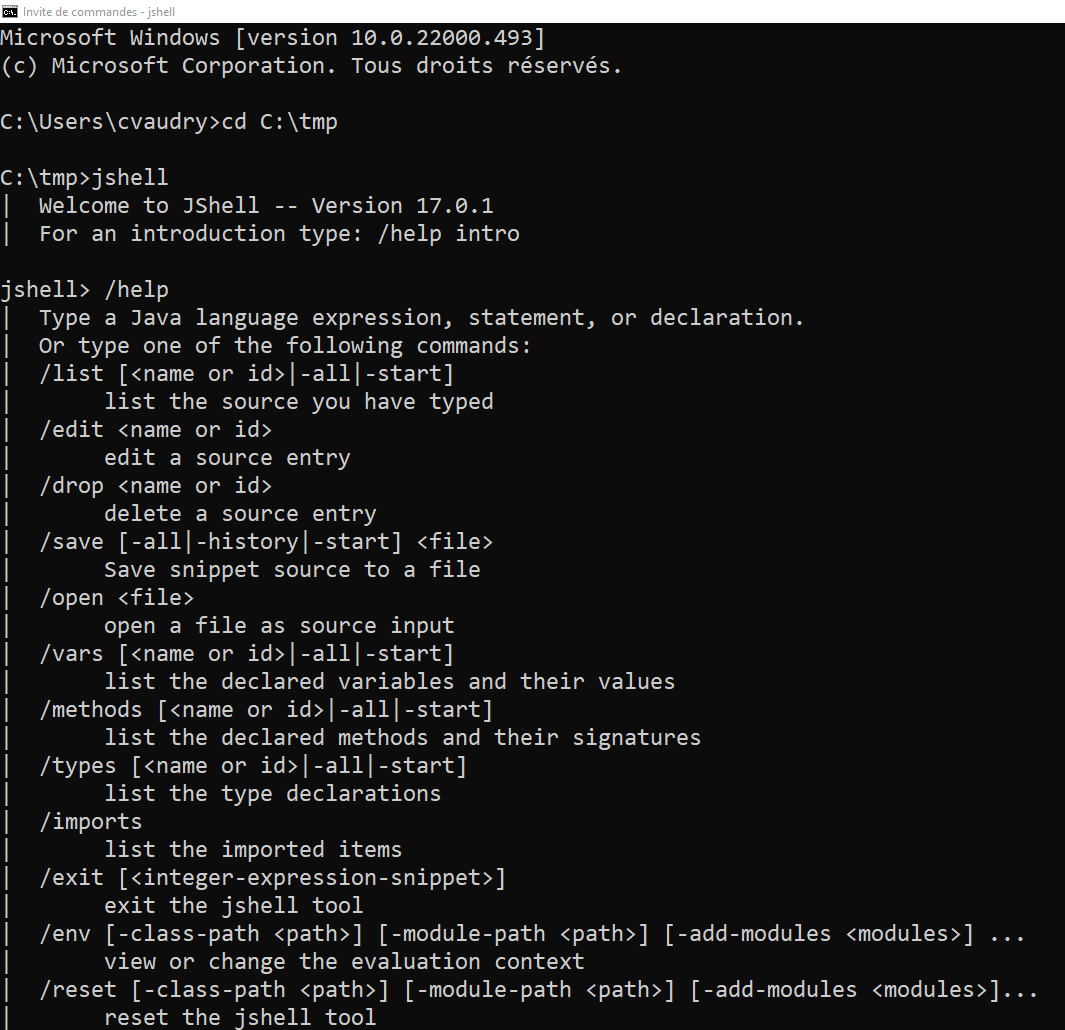 Invite de commandes - jshell
Microsoft Windows [version 10.0.22000.493]
(c) Microsoft Corporation. Tous droits réservés.
C:\Users\cvaudry>cd C:\tmp
C:\tmp>jshell
|  Welcome to JShell -- Version 17.0.1
|  For an introduction type: /help intro
jshell> /help
|  Type a Java language expression, statement, or declaration.
|  Or type one of the following commands:
|  /list [<name or id>|-all|-start]
|       list the source you have typed
|  /edit <name or id>
|       edit a source entry
|  /drop <name or id>
|       delete a source entry
|  /save [-all|-history|-start] <file>
|       Save snippet source to a file
|  /open <file>
|       open a file as source input
|  /vars [<name or id>|-all|-start]
|       list the declared variables and their values
|  /methods [<name or id>|-all|-start]
|       list the declared methods and their signatures
|  /types [<name or id>|-all|-start]
|       list the type declarations
|  /imports
|       list the imported items
|  /exit [<integer-expression-snippet>]
|       exit the jshell tool
|  /env [-class-path <path>] [-module-path <path>] [-add-modules <modules>] ...
|       view or change the evaluation context
|  /reset [-class-path <path>] [-module-path <path>] [-add-modules <modules>]...
|       reset the jshell tool